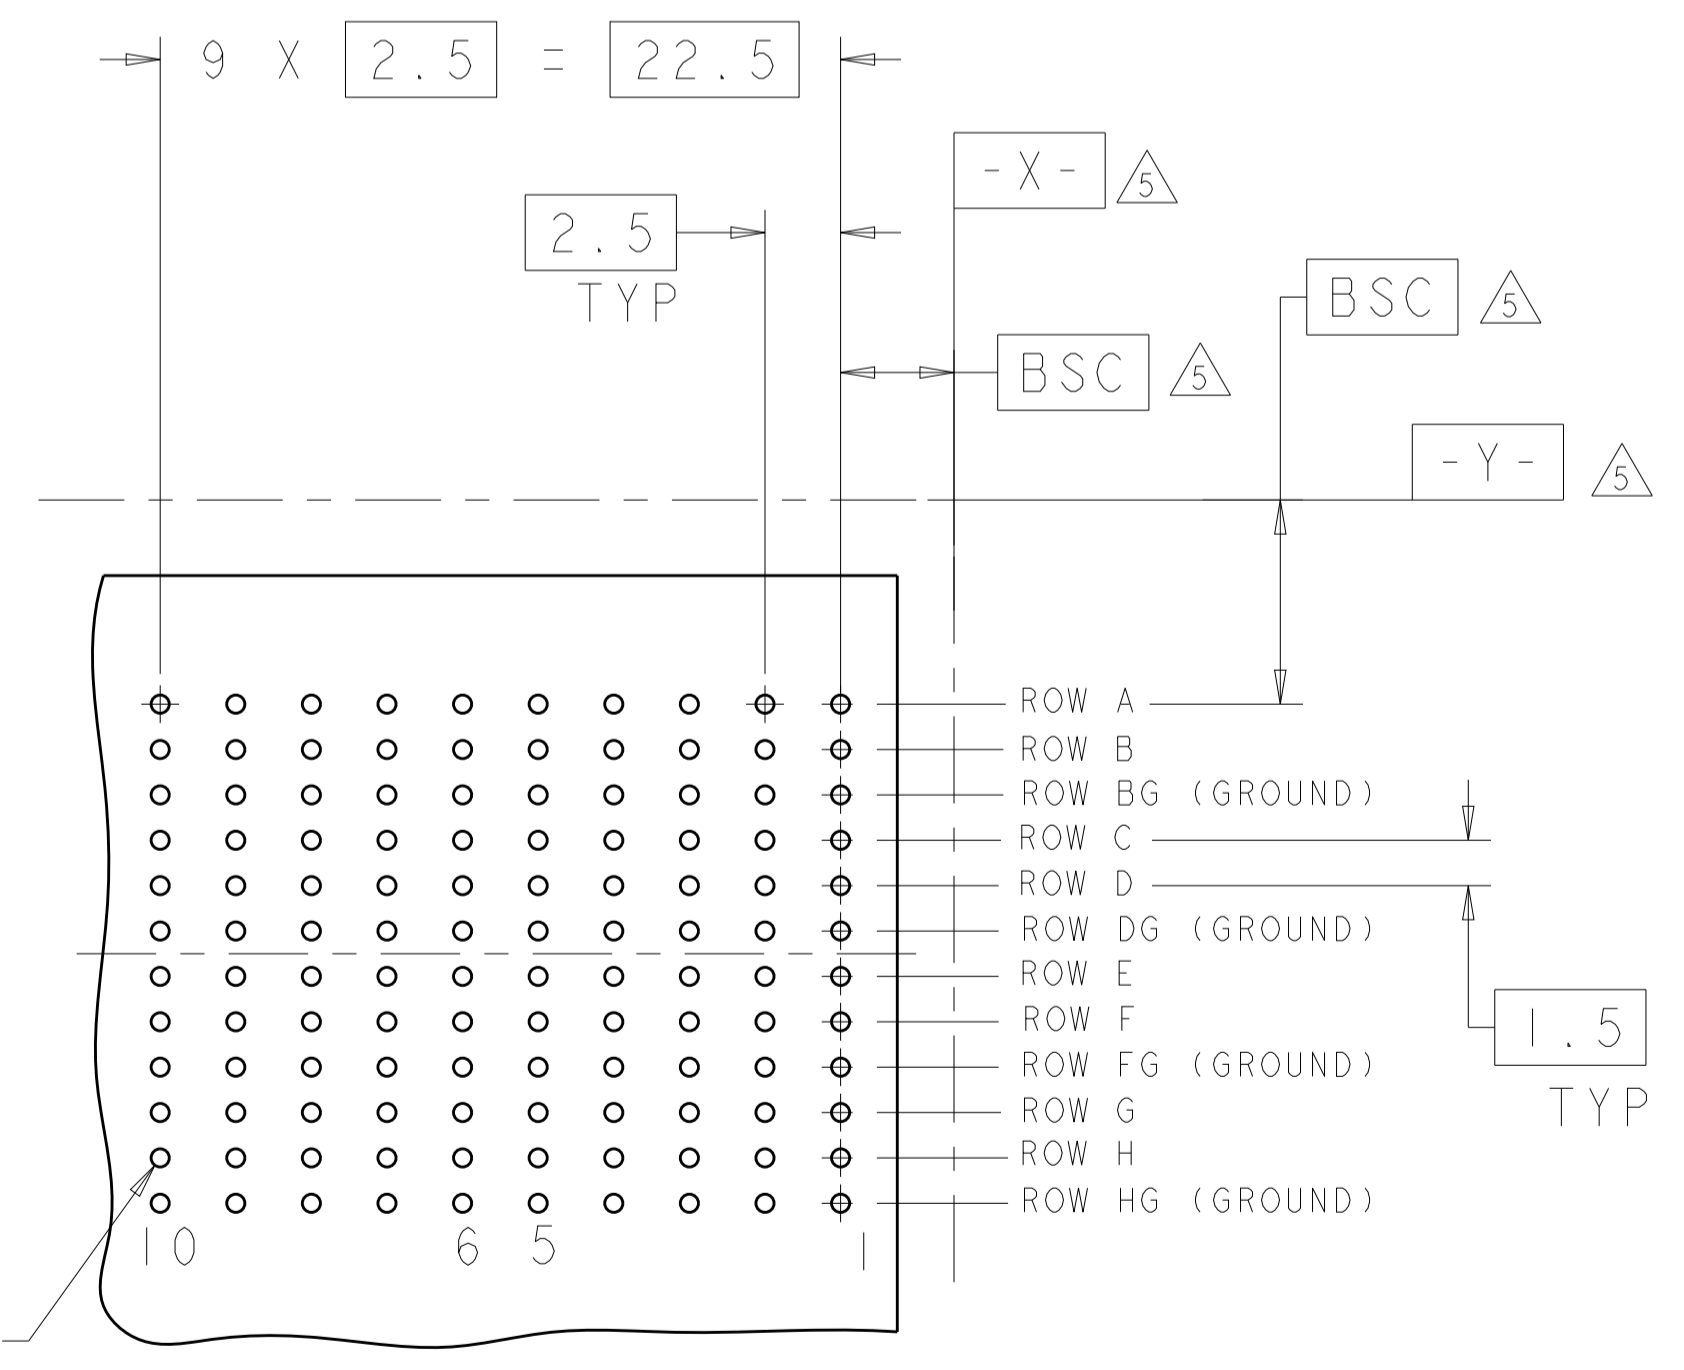 9 X 2.5 = 22.5
-X- 5
2.5
TYP
BSC 5
BSC 5
-Y- 5
ROW A
ROW B
ROW BG (GROUND)
ROW C
ROW D
ROW DG (GROUND)
ROW E
ROW F
ROW FG (GROUND)
1.5
TYP
ROW G
ROW H
ROW HG (GROUND)
10 6 5 1